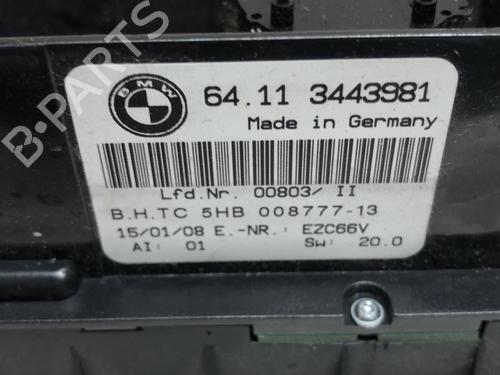 B-PARTS
BMW
64.11 3443981
Made in Germany
Lfd.Nr. 00803/ II
B.H.TC 5HB 008777-13
15/01/08 E.-NR.: EZC66V
AI: 01 SW: 20.0